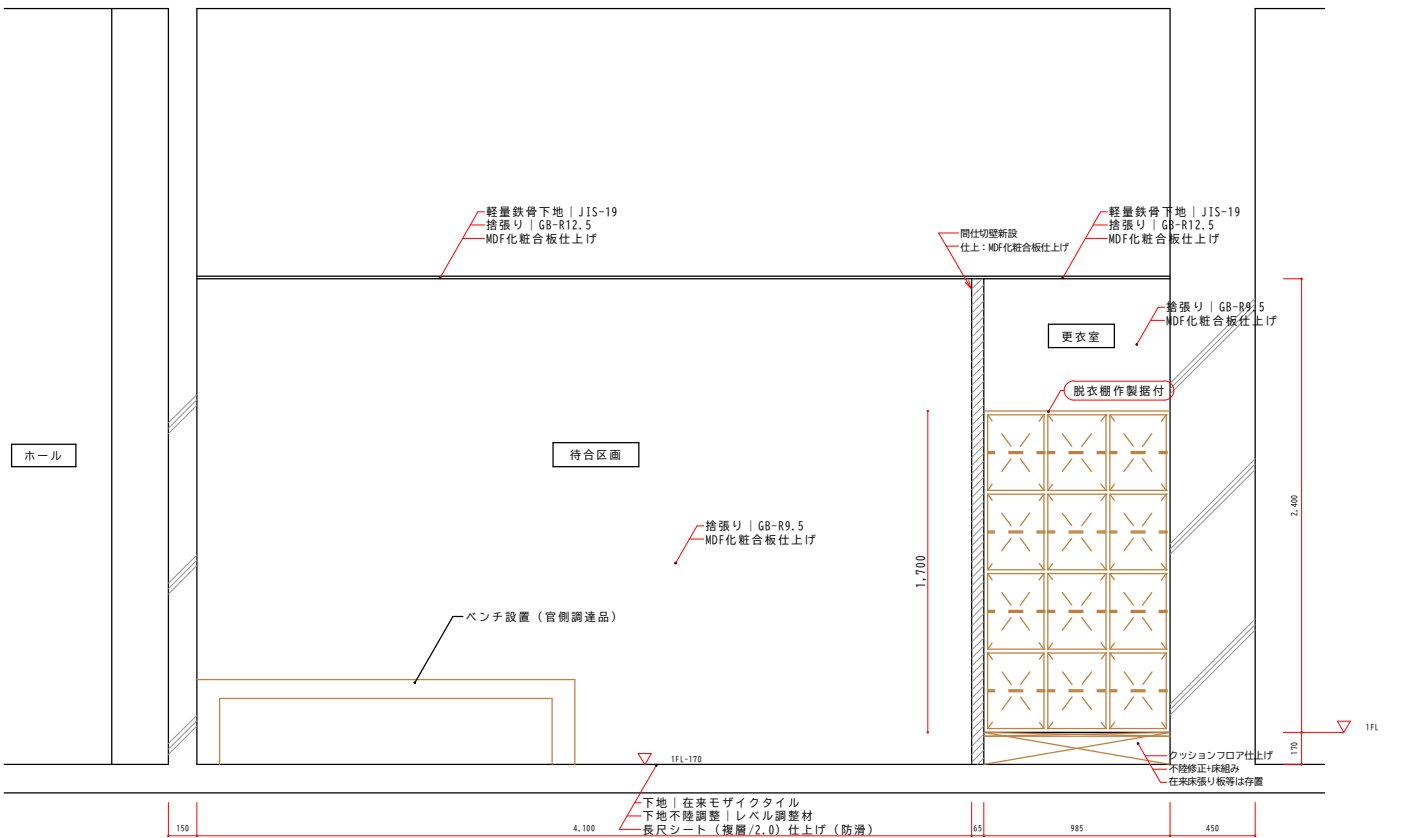 軽量鉄骨下地｜JIS-19
捨張り｜GB-R12.5
MDF化粧合板仕上げ
間仕切壁新設
仕上：MDF化粧合板仕上げ
軽量鉄骨下地｜JIS-19
捨張り｜GB-R12.5
MDF化粧合板仕上げ
捨張り｜GB-R9.5
MDF化粧合板仕上げ
更衣室
脱衣棚作製据付
ホール
待合区画
捨張り｜GB-R9.5
MDF化粧合板仕上げ
1,700
2,400
ベンチ設置（官側調達品）
1FL
1FL-170
170
クッションフロア仕上げ
不陸修正+床組み
在来床張り板等は存置
下地｜在来モザイクタイル
下地不陸調整｜レベル調整材
長尺シート（複層/2.0）仕上げ（防滑）
150
4,100
65
985
450